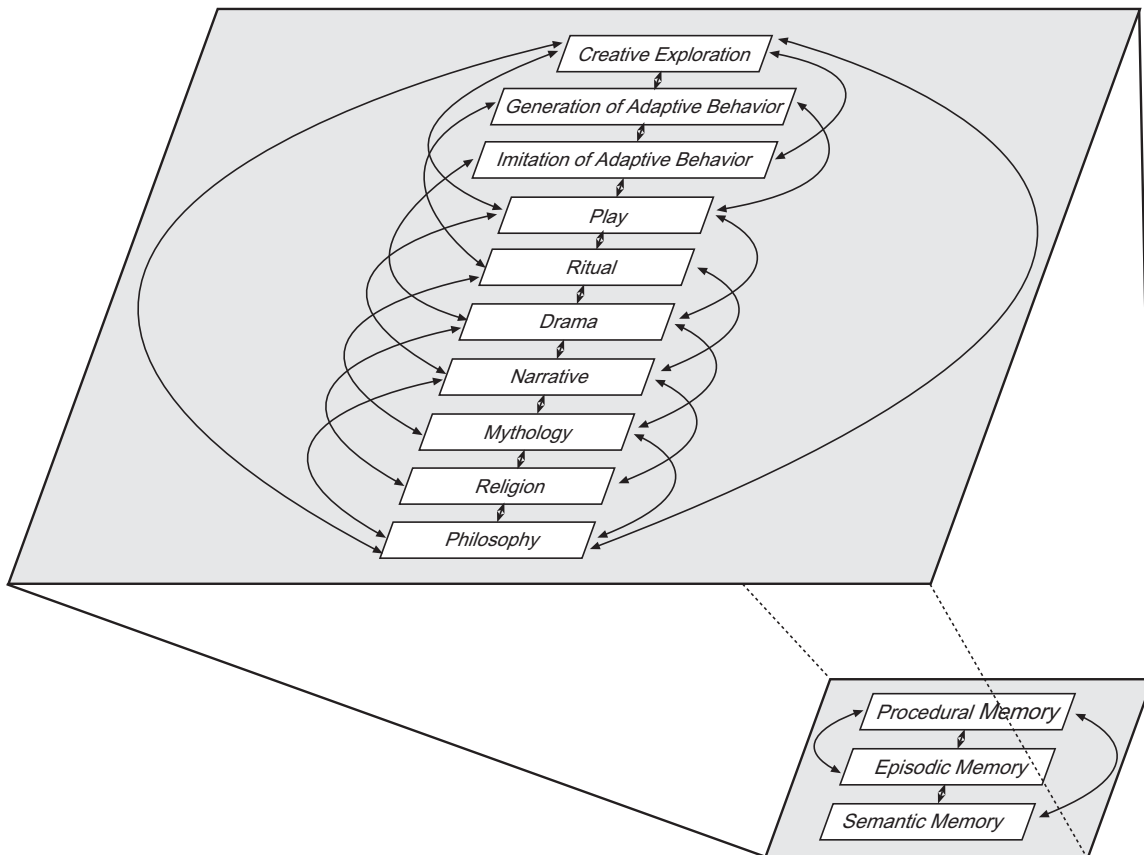 Creative Exploration
Generation of Adaptive Behavior
Imitation of Adaptive Behavior
Play
Ritual
Drama
Narrative
Mythology
Religion
Philosophy
Procedural Memory
Episodic Memory
Semantic Memory